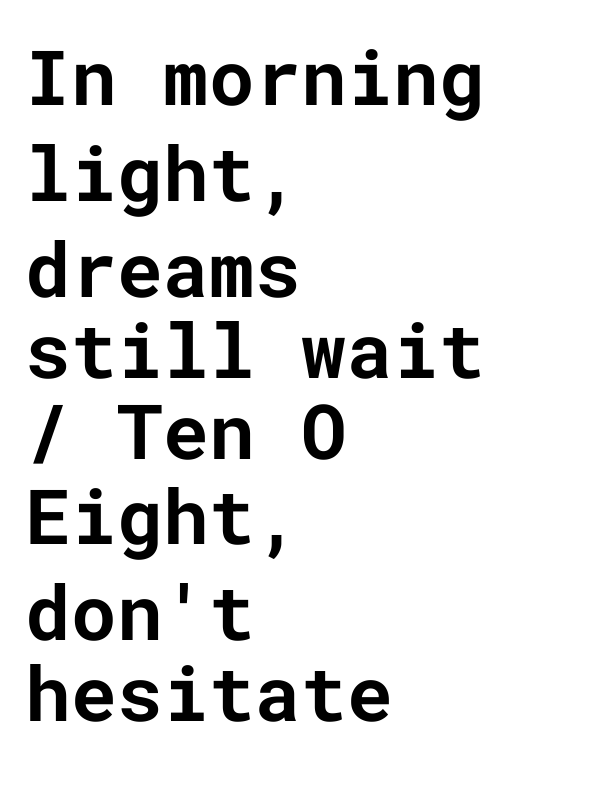 In morning
light,
dreams
still wait
/ Ten O
Eight,
don't
hesitate